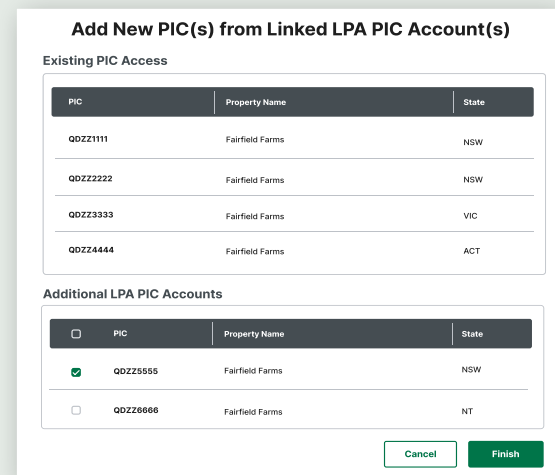 Add New PIC(s) from Linked LPA PIC Account(s)
Existing PIC Access
PIC Property Name State
QDZZ1111 Fairfield Farms NSW
QDZZ2222 Fairfield Farms NSW
QDZZ3333 Fairfield Farms VIC
QDZZ4444 Fairfield Farms ACT
Additional LPA PIC Accounts
PIC Property Name State
QDZZ5555 Fairfield Farms NSW
QDZZ6666 Fairfield Farms NT
Cancel Finish